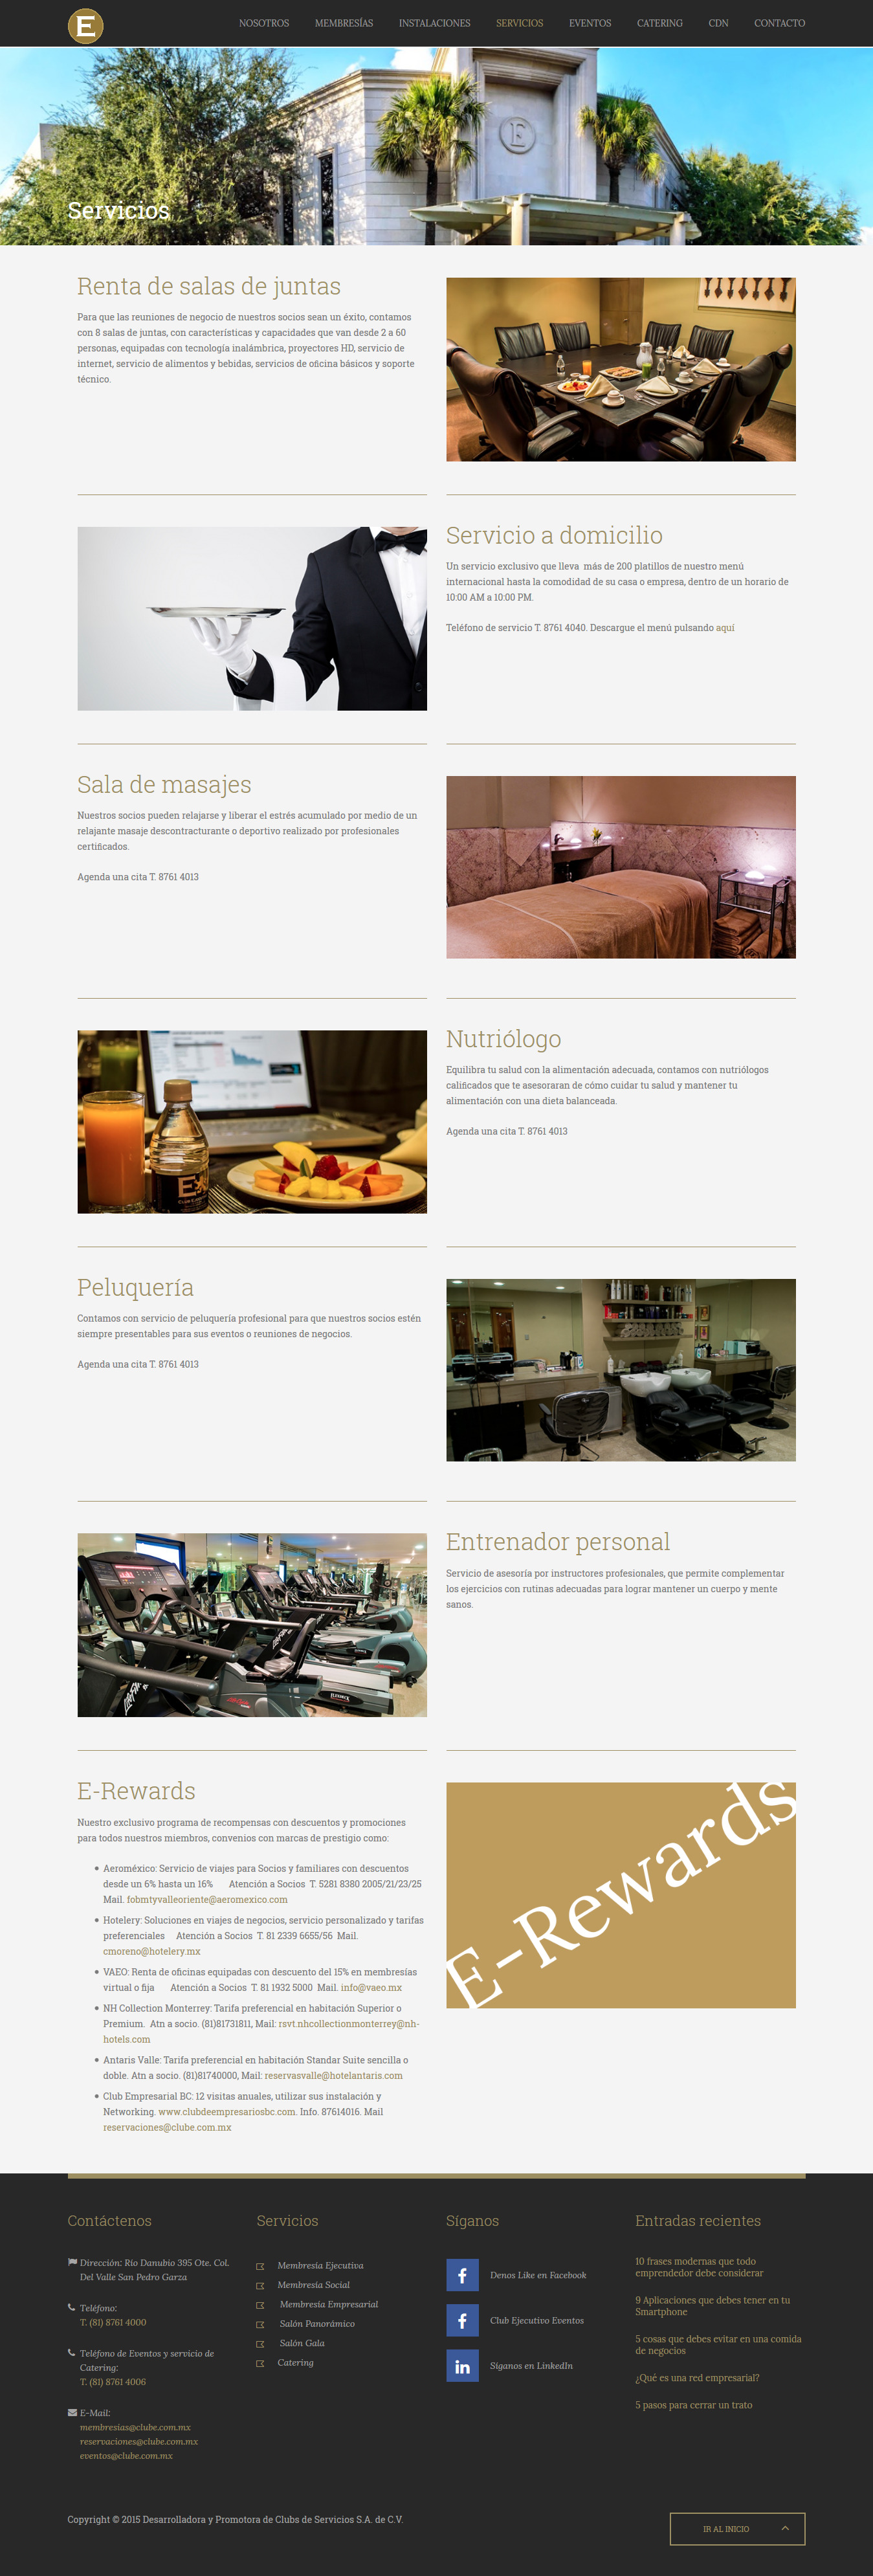 E
NOSOTROS MEMBRESÍAS INSTALACIONES SERVICIOS EVENTOS CATERING CDN CONTACTO
E
Servicios
Renta de salas de juntas
Para que las reuniones de negocio de nuestros socios sean un éxito, contamos
con 8 salas de juntas, con características y capacidades que van desde 2 a 60
personas, equipadas con tecnología inalámbrica, proyectores HD, servicio de
internet, servicio de alimentos y bebidas, servicios de oficina básicos y soporte
técnico.
Servicio a domicilio
Un servicio exclusivo que lleva más de 200 platillos de nuestro menú
internacional hasta la comodidad de su casa o empresa, dentro de un horario de
10:00 AM a 10:00 PM.
Teléfono de servicio T. 8761 4040. Descargue el menú pulsando aquí
Sala de masajes
Nuestros socios pueden relajarse y liberar el estrés acumulado por medio de un
relajante masaje descontracturante o deportivo realizado por profesionales
certificados.
Agenda una cita T. 8761 4013
Nutriólogo
Equilibra tu salud con la alimentación adecuada, contamos con nutriólogos
calificados que te asesoraran de cómo cuidar tu salud y mantener tu
alimentación con una dieta balanceada.
Agenda una cita T. 8761 4013
Peluquería
Contamos con servicio de peluquería profesional para que nuestros socios estén
siempre presentables para sus eventos o reuniones de negocios.
Agenda una cita T. 8761 4013
Entrenador personal
Servicio de asesoría por instructores profesionales, que permite complementar
los ejercicios con rutinas adecuadas para lograr mantener un cuerpo y mente
sanos.
E-Rewards
Nuestro exclusivo programa de recompensas con descuentos y promociones
para todos nuestros miembros, convenios con marcas de prestigio como:
Aeroméxico: Servicio de viajes para Socios y familiares con descuentos
desde un 6% hasta un 16% Atención a Socios T. 5281 8380 2005/21/23/25
Mail. fobmtyvalleoriente@aeromexico.com
Hotelery: Soluciones en viajes de negocios, servicio personalizado y tarifas
preferenciales Atención a Socios T. 81 2339 6655/56 Mail.
cmoreno@hotelery.mx
VAEO: Renta de oficinas equipadas con descuento del 15% en membresías
virtual o fija Atención a Socios T. 81 1932 5000 Mail. info@vaeo.mx
NH Collection Monterrey: Tarifa preferencial en habitación Superior o
Premium. Atn a socio. (81)81731811, Mail: rsvt.nhcollectionmonterrey@nh-
hotels.com
Antaris Valle: Tarifa preferencial en habitación Standar Suite sencilla o
doble. Atn a socio. (81)81740000, Mail: reservasvalle@hotelantaris.com
Club Empresarial BC: 12 visitas anuales, utilizar sus instalación y
Networking. www.clubdeempresariosbc.com. Info. 87614016. Mail
reservaciones@clube.com.mx
E-Rewards
Contáctenos
Dirección: Río Danubio 395 Ote. Col.
Del Valle San Pedro Garza
Teléfono:
T. (81) 8761 4000
Teléfono de Eventos y servicio de
Catering:
T. (81) 8761 4006
E-Mail:
membresias@clube.com.mx
reservaciones@clube.com.mx
eventos@clube.com.mx
Servicios
Membresía Ejecutiva
Membresía Social
Membresía Empresarial
Salón Panorámico
Salón Gala
Catering
Síganos
Denos Like en Facebook
Club Ejecutivo Eventos
Síganos en LinkedIn
Entradas recientes
10 frases modernas que todo
emprendedor debe considerar
9 Aplicaciones que debes tener en tu
Smartphone
5 cosas que debes evitar en una comida
de negocios
¿Qué es una red empresarial?
5 pasos para cerrar un trato
Copyright © 2015 Desarrolladora y Promotora de Clubs de Servicios S.A. de C.V.
IR AL INICIO